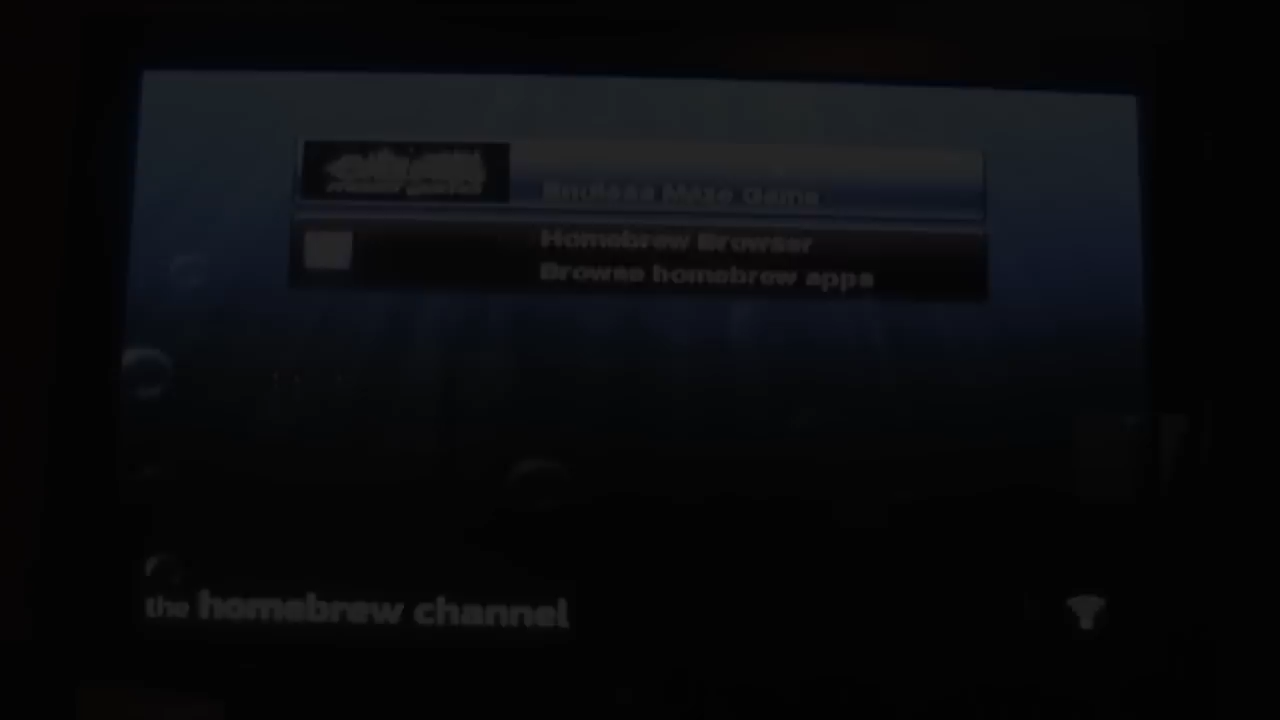 Endless Maze Game
Homebrew Browser
Browse homebrew apps
the homebrew channel